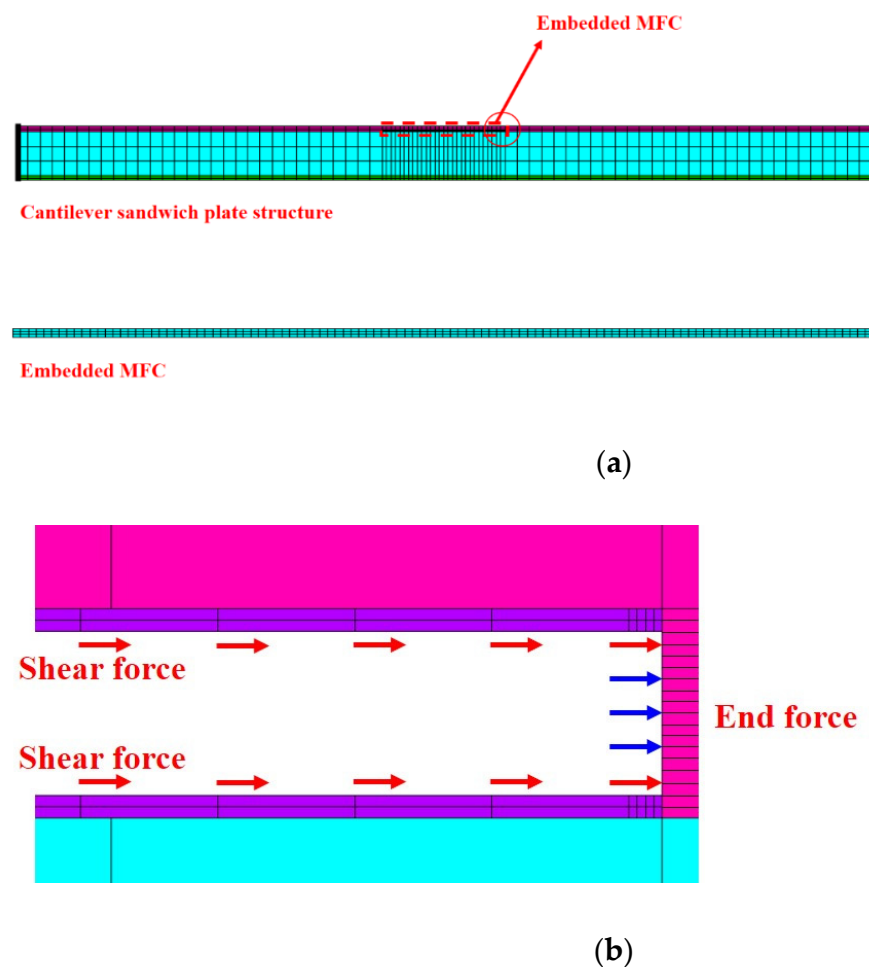 Embedded MFC
Cantilever sandwich plate structure
Embedded MFC
(a)
Shear force
End force
Shear force
(b)